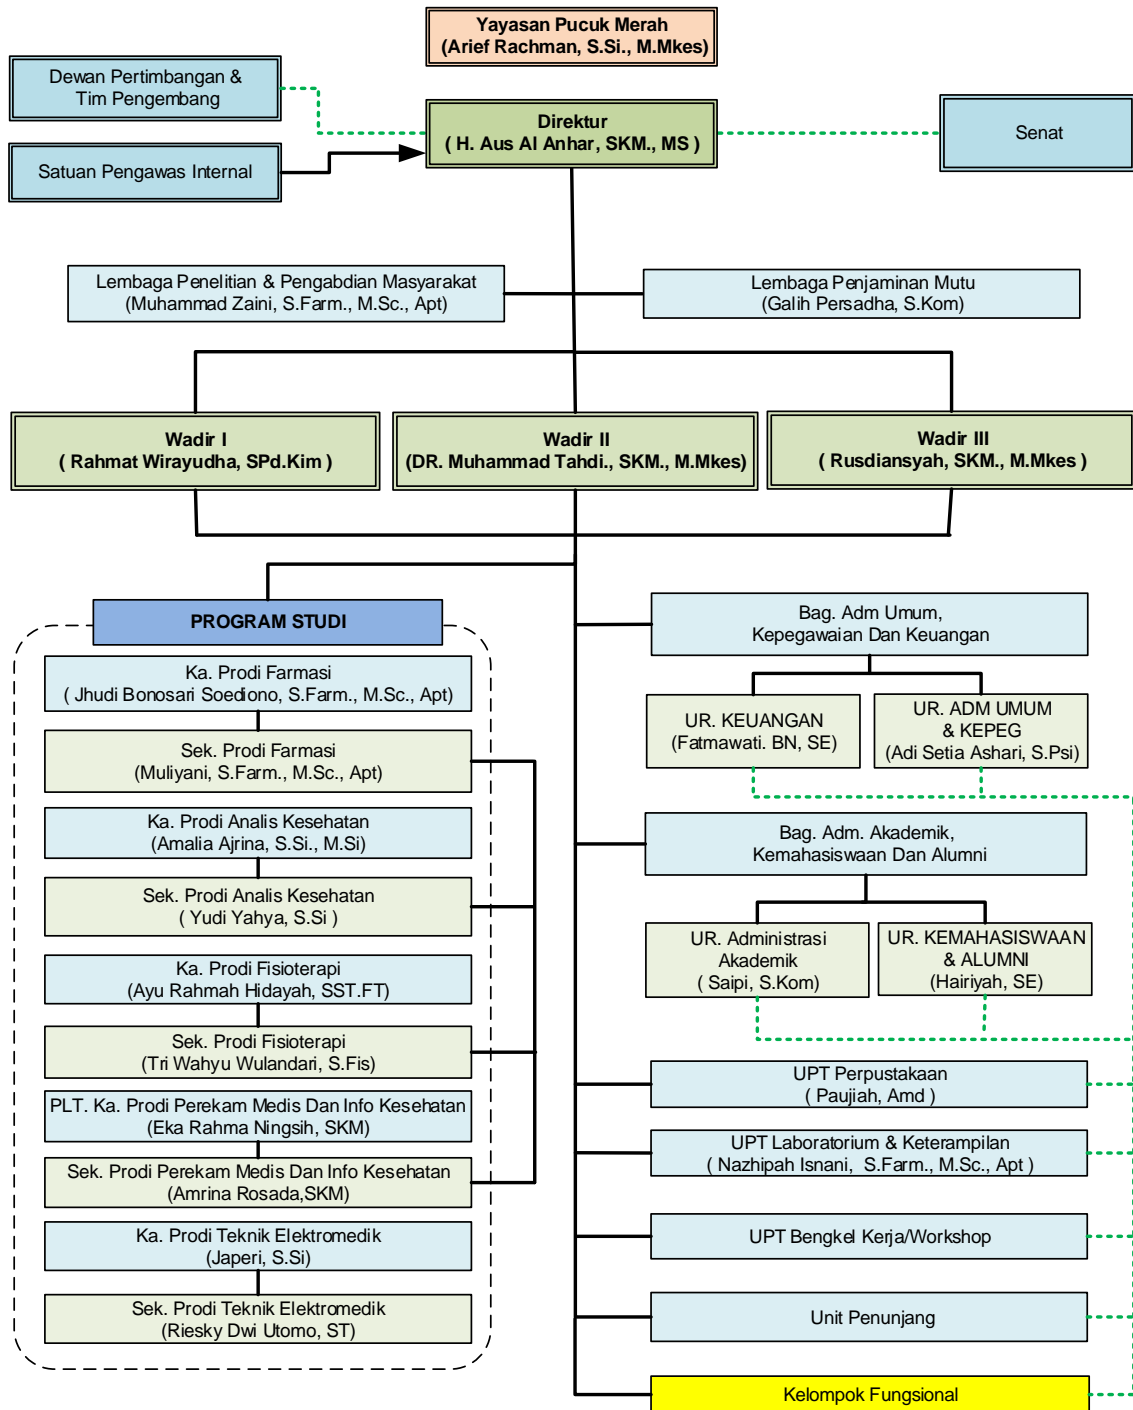 Yayasan Pucuk Merah
(Arief Rachman, S.Si., M.Mkes)
Dewan Pertimbangan &
Tim Pengembang
Direktur
( H. Aus Al Anhar, SKM., MS )
Senat
Satuan Pengawas Internal
Lembaga Penelitian & Pengabdian Masyarakat
(Muhammad Zaini, S.Farm., M.Sc., Apt)
Lembaga Penjaminan Mutu
(Galih Persadha, S.Kom)
Wadir I
( Rahmat Wirayudha, SPd.Kim )
Wadir II
(DR. Muhammad Tahdi., SKM., M.Mkes)
Wadir III
( Rusdiansyah, SKM., M.Mkes )
PROGRAM STUDI
Ka. Prodi Farmasi
( Jhudi Bonosari Soediono, S.Farm., M.Sc., Apt)
Sek. Prodi Farmasi
(Muliyani, S.Farm., M.Sc., Apt)
Ka. Prodi Analis Kesehatan
(Amalia Ajrina, S.Si., M.Si)
Sek. Prodi Analis Kesehatan
( Yudi Yahya, S.Si )
Ka. Prodi Fisioterapi
(Ayu Rahmah Hidayah, SST.FT)
Sek. Prodi Fisioterapi
(Tri Wahyu Wulandari, S.Fis)
PLT. Ka. Prodi Perekam Medis Dan Info Kesehatan
(Eka Rahma Ningsih, SKM)
Sek. Prodi Perekam Medis Dan Info Kesehatan
(Amrina Rosada,SKM)
Ka. Prodi Teknik Elektromedik
(Japeri, S.Si)
Sek. Prodi Teknik Elektromedik
(Riesky Dwi Utomo, ST)
Bag. Adm Umum,
Kepegawaian Dan Keuangan
UR. KEUANGAN
(Fatmawati. BN, SE)
UR. ADM UMUM
& KEPEG
(Adi Setia Ashari, S.Psi)
Bag. Adm. Akademik,
Kemahasiswaan Dan Alumni
UR. Administrasi
Akademik
( Saipi, S.Kom)
UR. KEMAHASISWAAN
& ALUMNI
(Hairiyah, SE)
UPT Perpustakaan
( Paujiah, Amd )
UPT Laboratorium & Keterampilan
( Nazhipah Isnani, S.Farm., M.Sc., Apt )
UPT Bengkel Kerja/Workshop
Unit Penunjang
Kelompok Fungsional